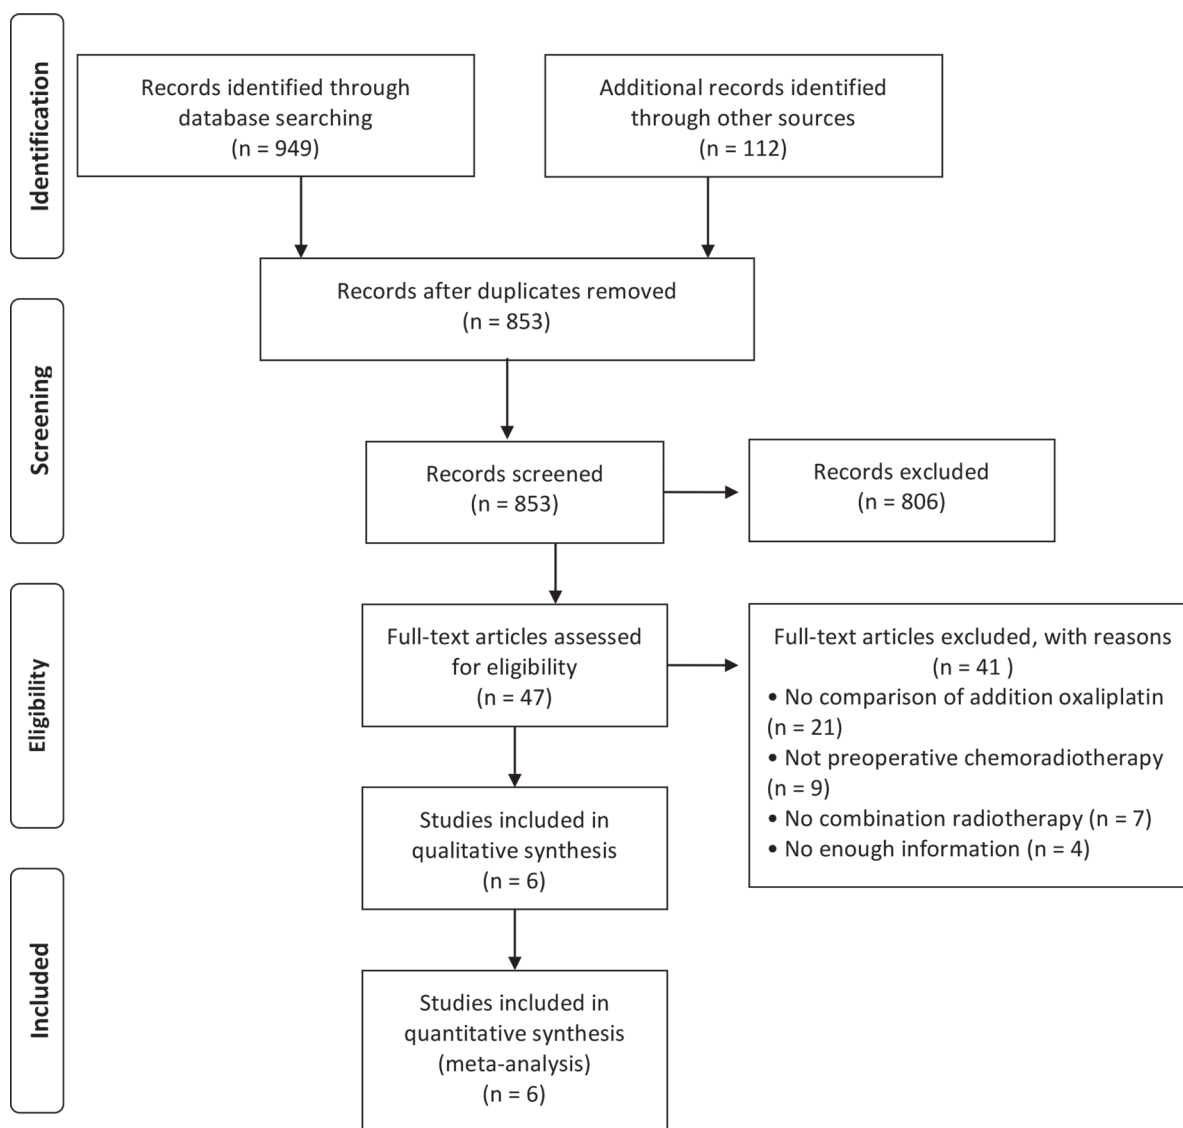 Identification
Records identified through
database searching
(n = 949)
Additional records identified
through other sources
(n = 112)
Records after duplicates removed
(n = 853)
Screening
Records screened
(n = 853)
Records excluded
(n = 806)
Eligibility
Full-text articles assessed
for eligibility
(n = 47)
Full-text articles excluded, with reasons
(n = 41 )
• No comparison of addition oxaliplatin
(n = 21)
• Not preoperative chemoradiotherapy
(n = 9)
• No combination radiotherapy (n = 7)
• No enough information (n = 4)
Studies included in
qualitative synthesis
(n = 6)
Included
Studies included in
quantitative synthesis
(meta-analysis)
(n = 6)